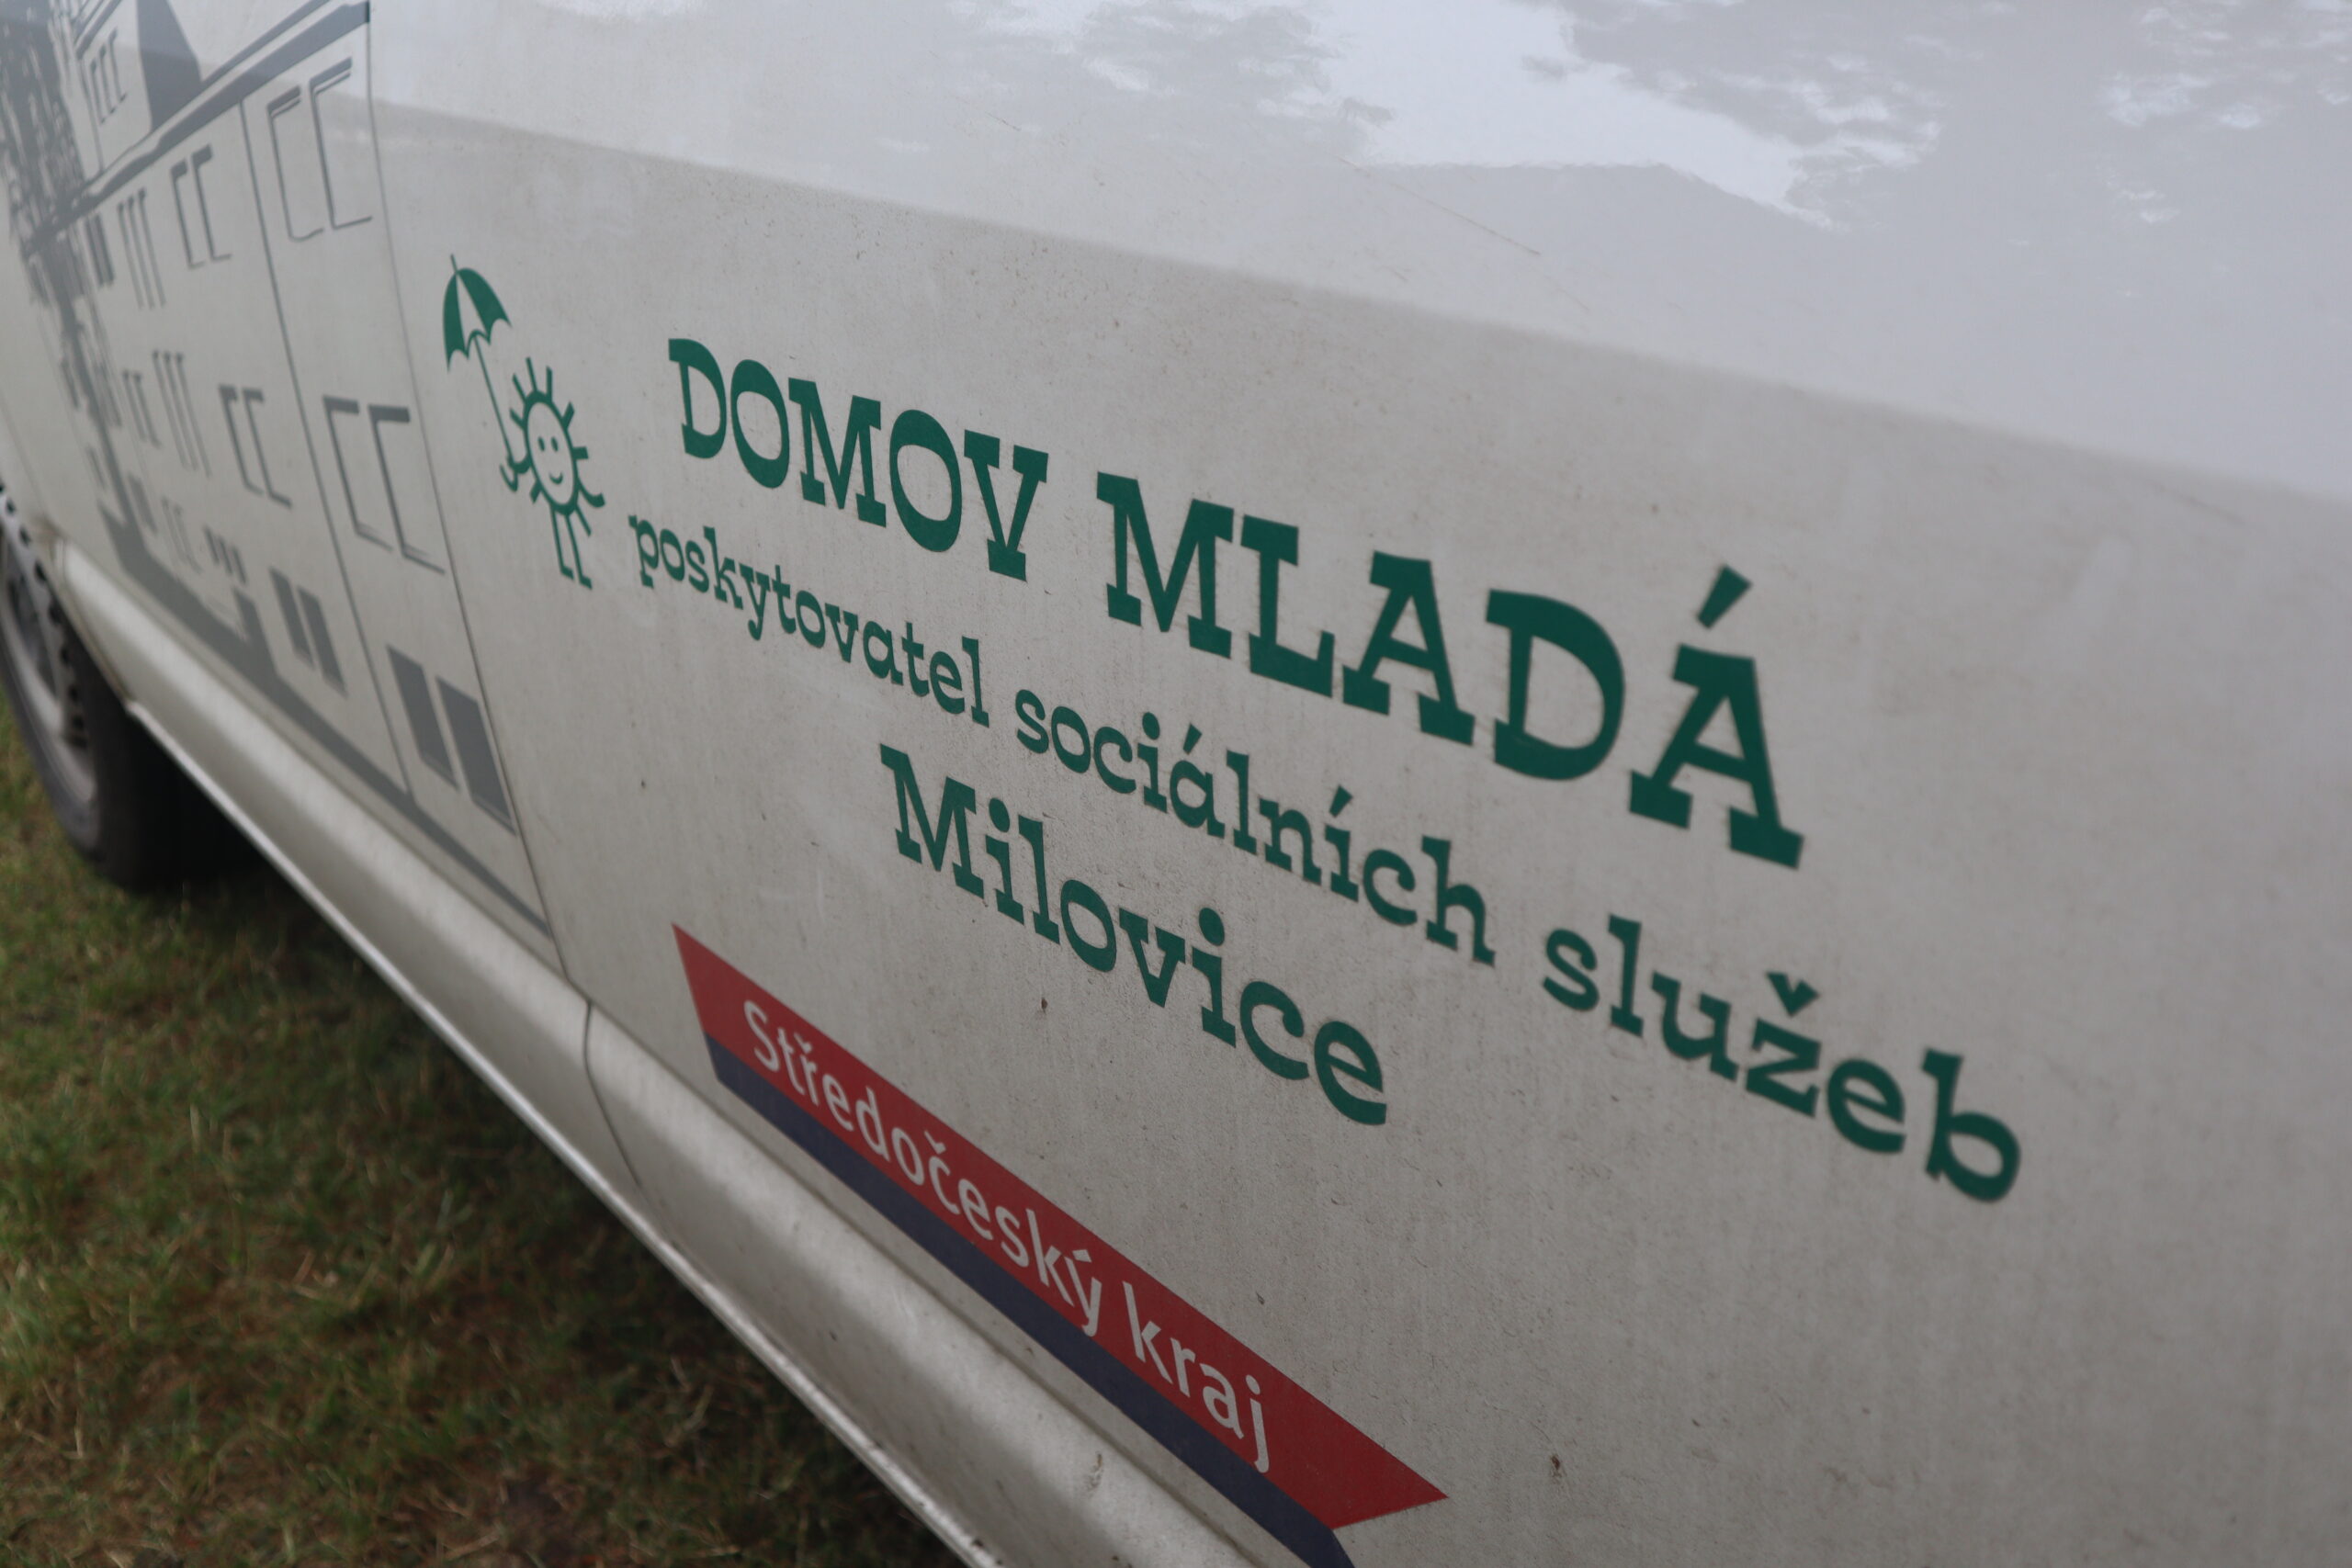 DOMOV MLADÁ
poskytovatel sociálních služeb
Milovice
Středočeský kraj